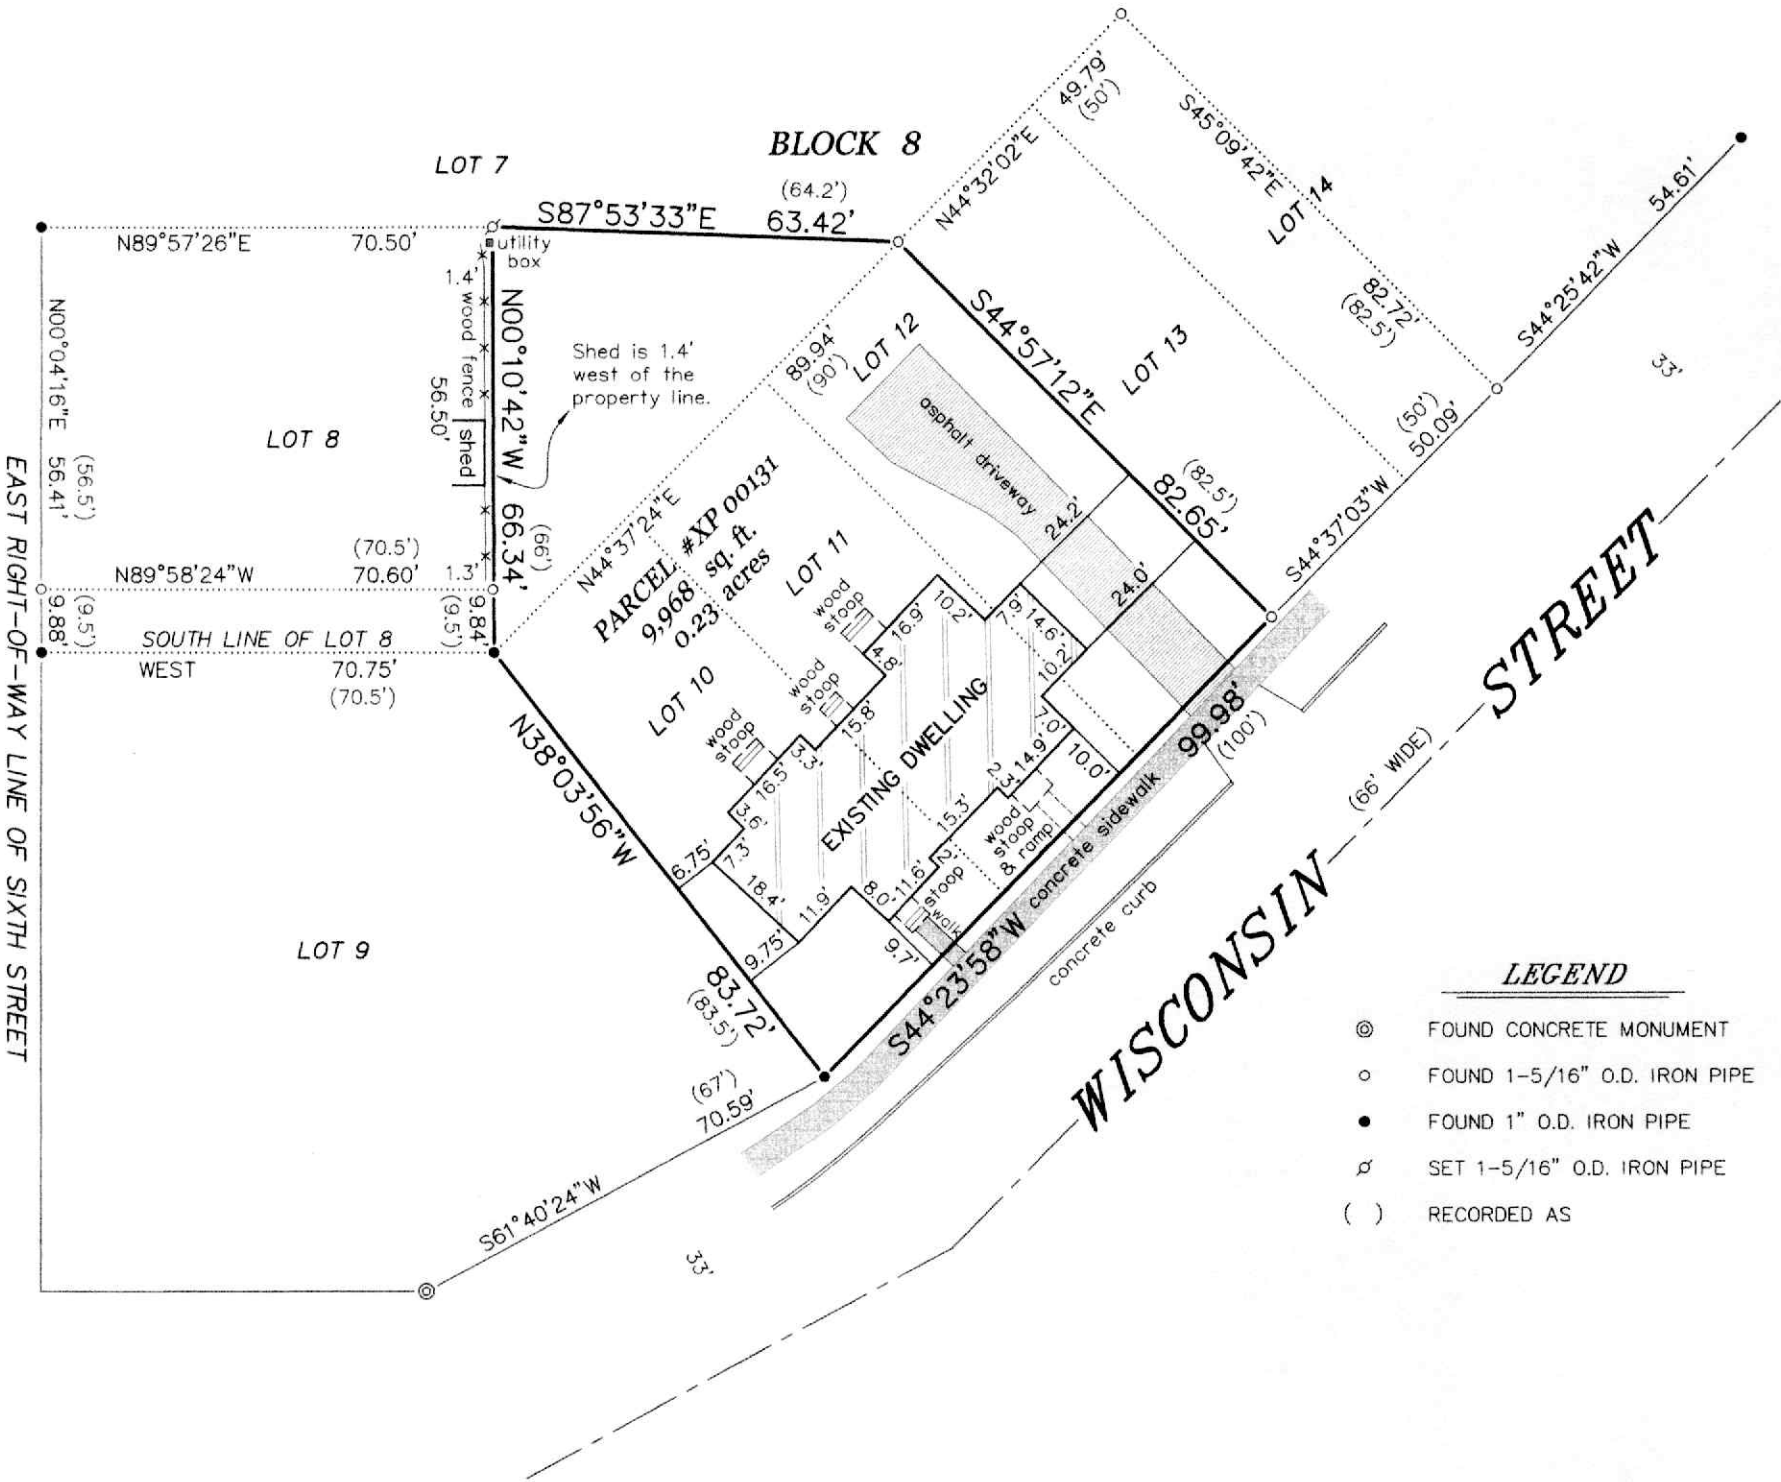 BLOCK 8
LOT 7
(64.2')
S87°53'33"E 63.42'
N89°57'26"E 70.50'
utility
box
1.4'
wood fence
N00°10'42"W 66.34'
(66')
56.50'
shed
Shed is 1.4'
west of the
property line.
N00°04'16"E 56.41'
(56.5')
LOT 8
(70.5')
N89°58'24"W 70.60'
1.3'
9.88'
(9.5')
9.84'
(9.5')
SOUTH LINE OF LOT 8
WEST 70.75'
(70.5')
EAST RIGHT-OF-WAY LINE OF SIXTH STREET
LOT 9
49.79'
(50')
N44°32'02"E
S45°09'42"E
82.72'
(82.5')
LOT 14
54.61'
S44°25'42"W
33'
(50')
50.09'
S44°37'03"W
LOT 13
S44°57'12"E
82.65'
(82.5')
89.94'
(90')
LOT 12
N44°37'24"E
asphalt driveway
PARCEL #XP 00131
9,968 sq. ft.
0.23 acres
LOT 11
LOT 10
24.2'
24.0'
wood
stoop
wood
stoop
wood
stoop
16.9'
10.2'
7.9'
14.6'
10.2'
4.8'
15.8'
3.3'
16.5'
3.6'
7.3'
6.75'
18.4'
11.9'
9.75'
8.0'
11.6'
2'
15.3'
2.3'
14.9'
7.0'
10.0'
9.7'
EXISTING DWELLING
wood
stoop
& ramp
stoop
walk
N38°03'56"W
83.72'
(83.5')
S44°23'58"W
99.98'
(100')
concrete sidewalk
concrete curb
(67')
70.59'
S61°40'24"W
33'
WISCONSIN STREET
(66' WIDE)
LEGEND
FOUND CONCRETE MONUMENT
FOUND 1-5/16" O.D. IRON PIPE
FOUND 1" O.D. IRON PIPE
SET 1-5/16" O.D. IRON PIPE
( ) RECORDED AS